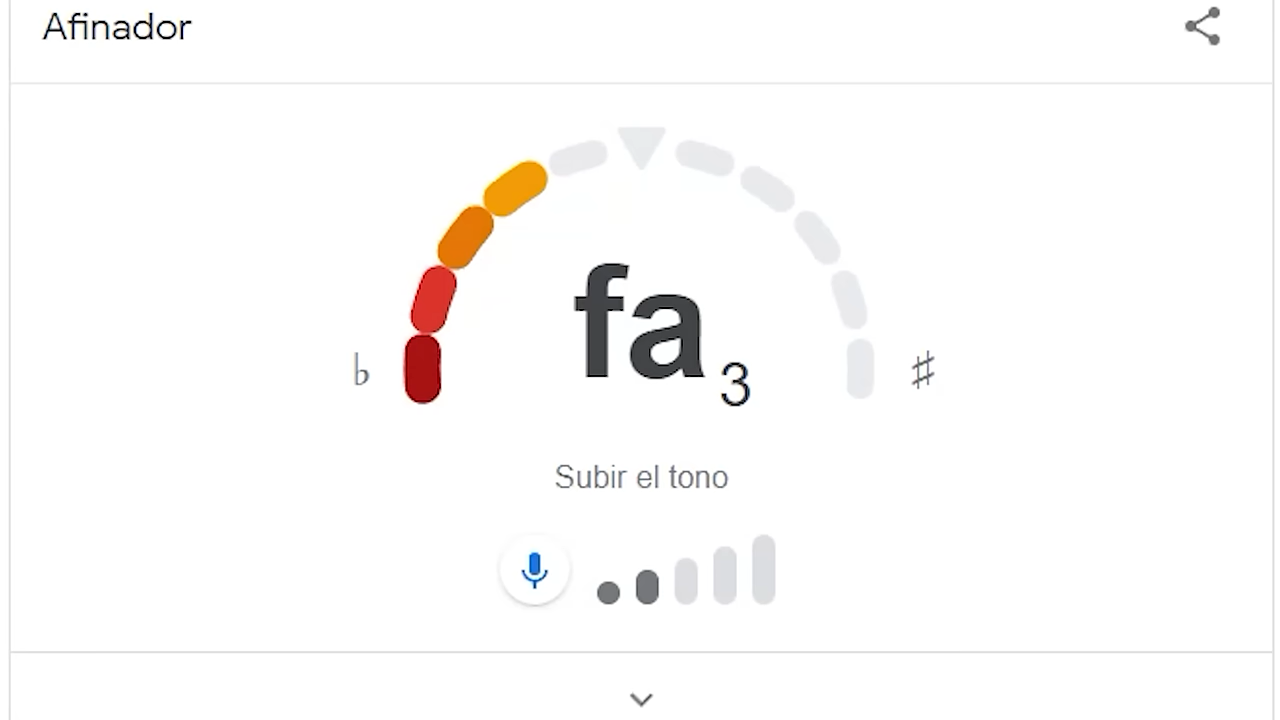 Afinador
fa3
♭ ♯
Subir el tono